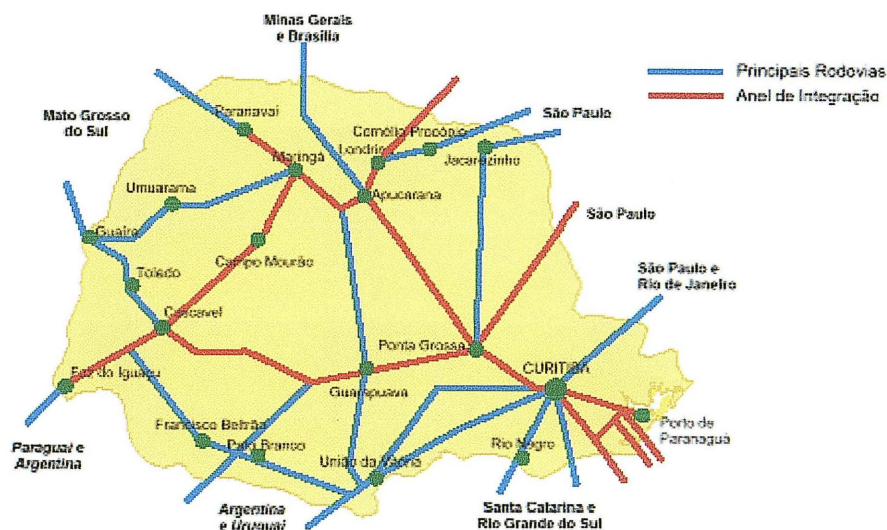 Minas Gerais
e Brasília
Principais Rodovias
Anel de Integração
Mato Grosso
do Sul
Paranavaí
São Paulo
Cornélio Procópio
Londrina
Jacarezinho
Maringá
Umuarama
Apucarana
São Paulo
Guaíra
Campo Mourão
Toledo
São Paulo e
Rio de Janeiro
Cascavel
Ponta Grossa
CURITIBA
Foz do Iguaçu
Guarapuava
Porto de
Paranaguá
Francisco Beltrão
Pato Branco
Rio Negro
União da Vitória
Paraguai e
Argentina
Argentina
e Uruguai
Santa Catarina e
Rio Grande do Sul